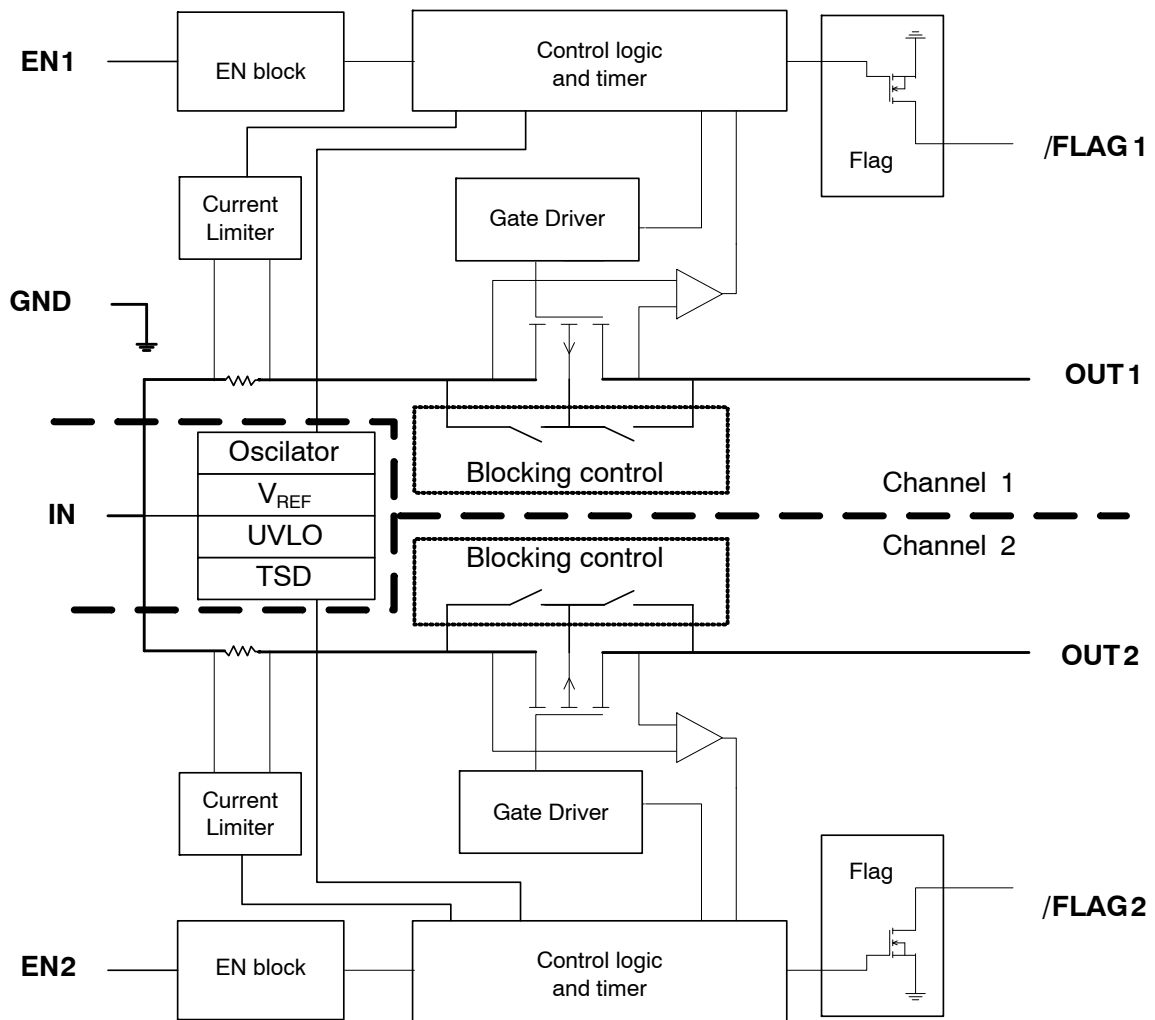 EN1
EN block
Control logic
and timer
Flag
/FLAG1
Current
Limiter
Gate Driver
GND
OUT1
Blocking control
Oscilator
VREF
UVLO
TSD
IN
Channel 1
Channel 2
Blocking control
OUT2
Current
Limiter
Gate Driver
Flag
/FLAG2
EN2
EN block
Control logic
and timer